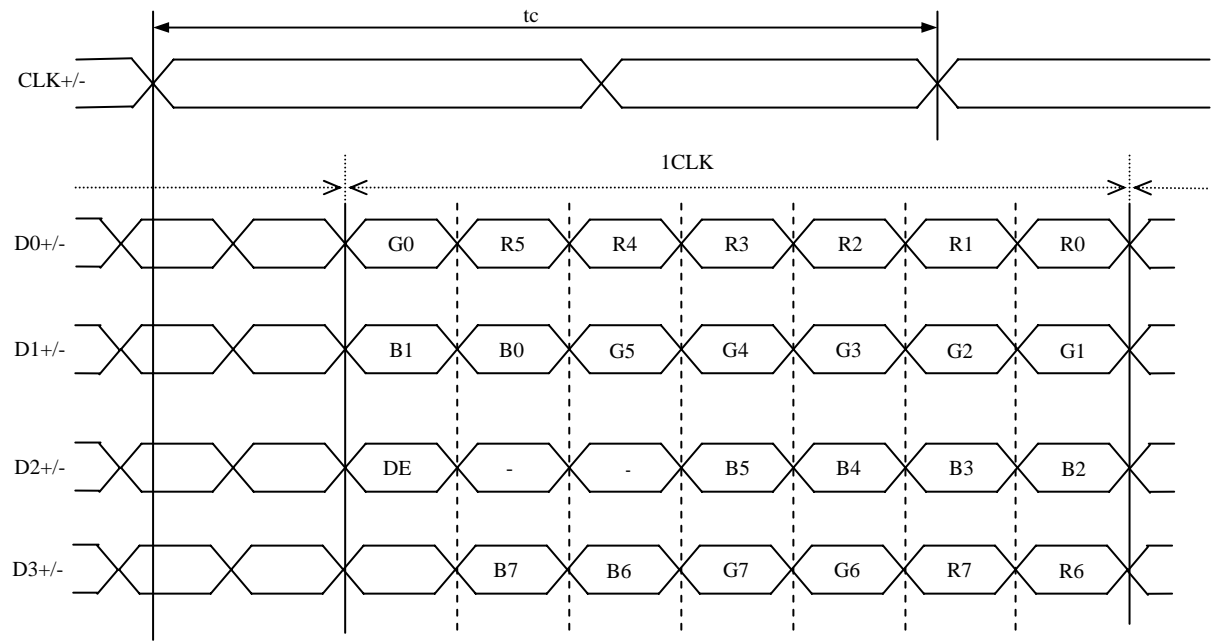 tc
CLK+/-
1CLK
D0+/- G0 R5 R4 R3 R2 R1 R0
D1+/- B1 B0 G5 G4 G3 G2 G1
D2+/- DE - - B5 B4 B3 B2
D3+/- B7 B6 G7 G6 R7 R6